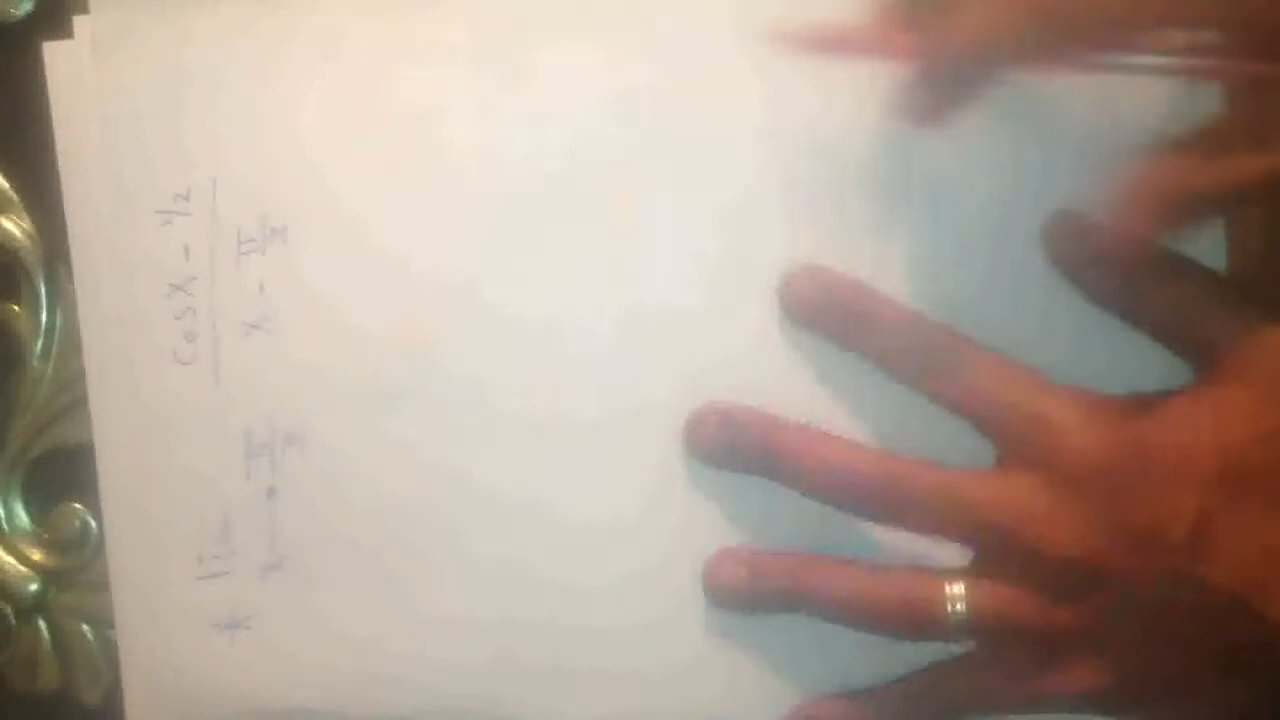 * lim cosx - 1/2
x → π/3 x - π/3